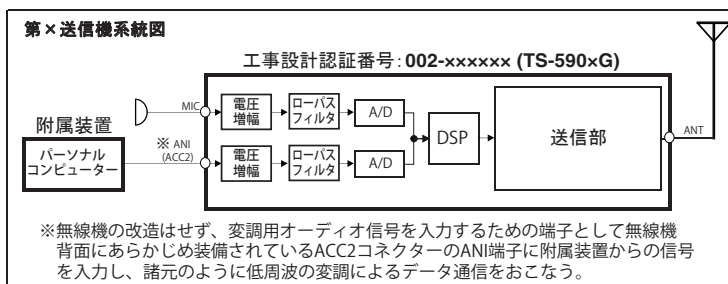 第×送信機系統図
工事設計認証番号：002-×××××× (TS-590×G)
MIC
電圧
増幅
ローパス
フィルタ
A/D
附属装置
パーソナル
コンピューター
※ ANI
(ACC2)
電圧
増幅
ローパス
フィルタ
A/D
DSP
送信部
ANT
※無線機の改造はせず、変調用オーディオ信号を入力するための端子として無線機
背面にあらかじめ装備されているACC2コネクターのANI端子に附属装置からの信号
を入力し、諸元のように低周波の変調によるデータ通信をおこなう。